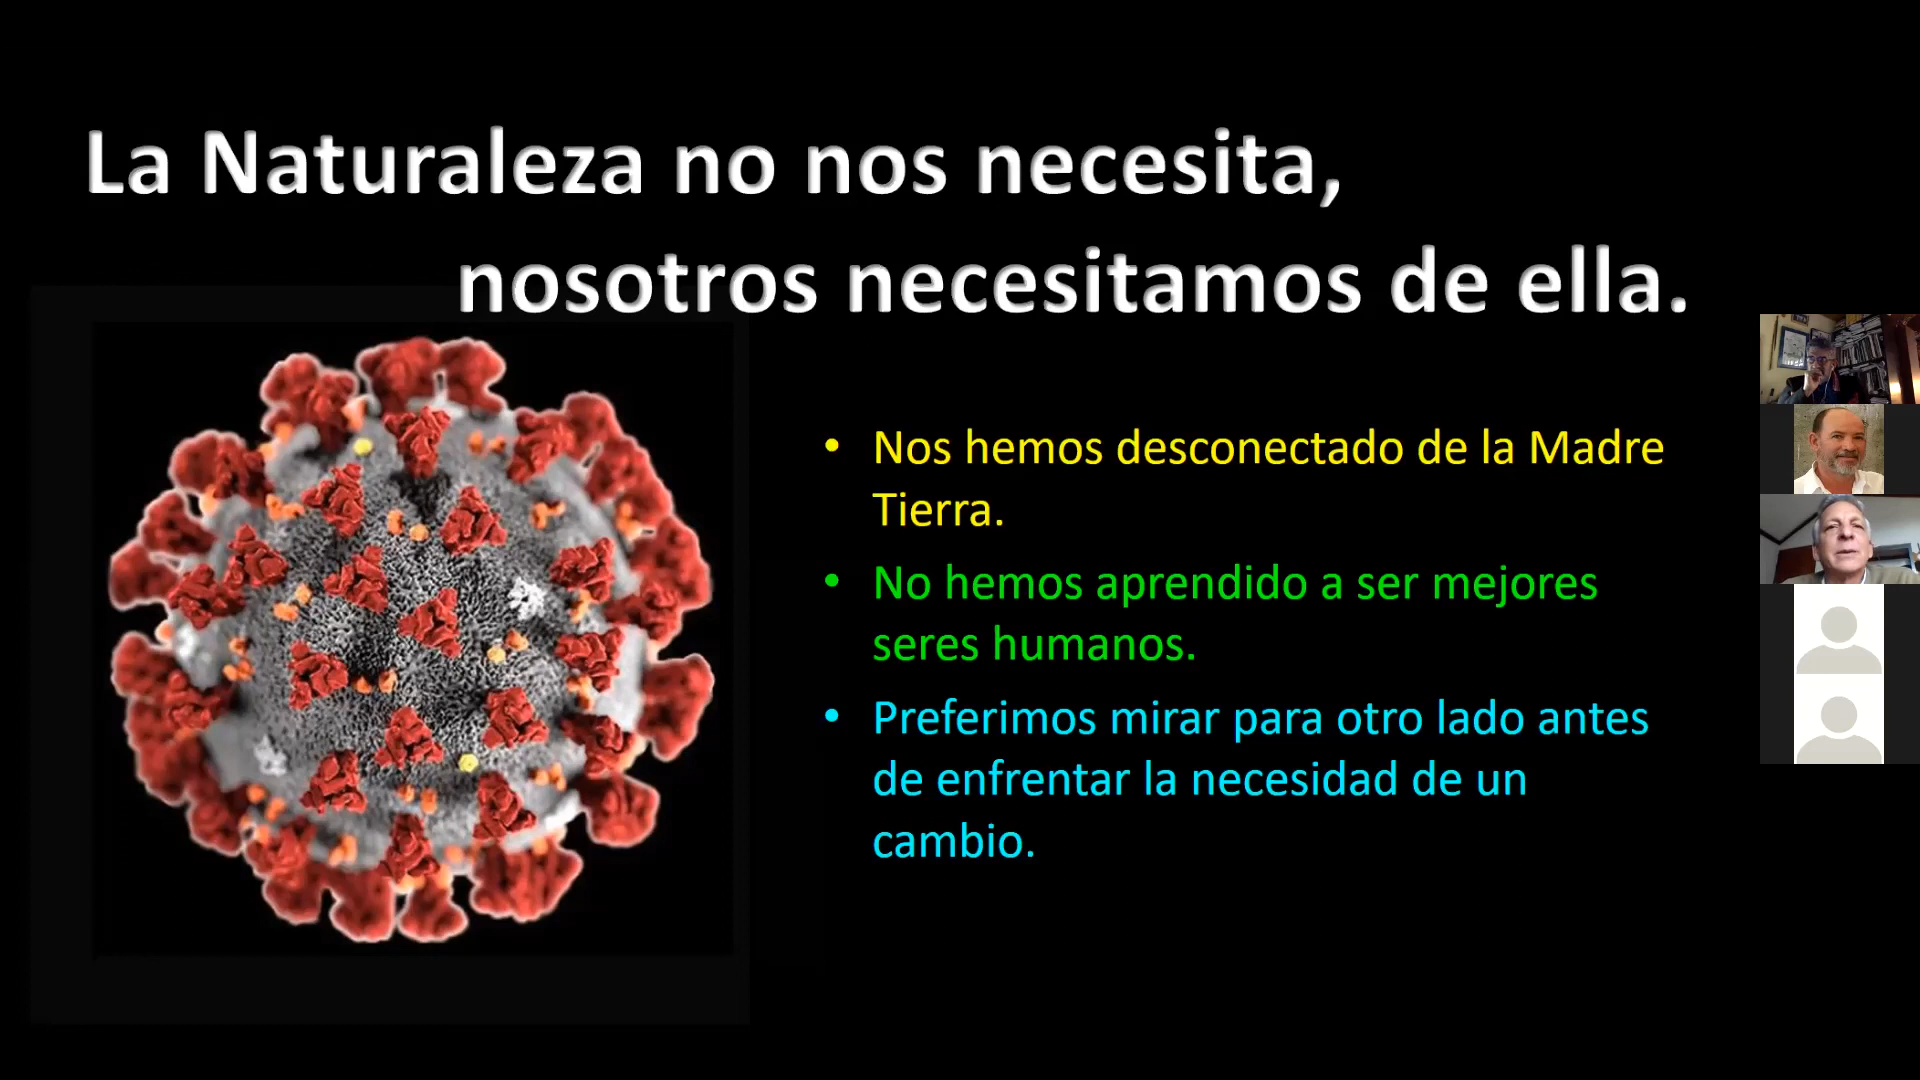 La Naturaleza no nos necesita,
nosotros necesitamos de ella.
• Nos hemos desconectado de la Madre
Tierra.
• No hemos aprendido a ser mejores
seres humanos.
• Preferimos mirar para otro lado antes
de enfrentar la necesidad de un
cambio.